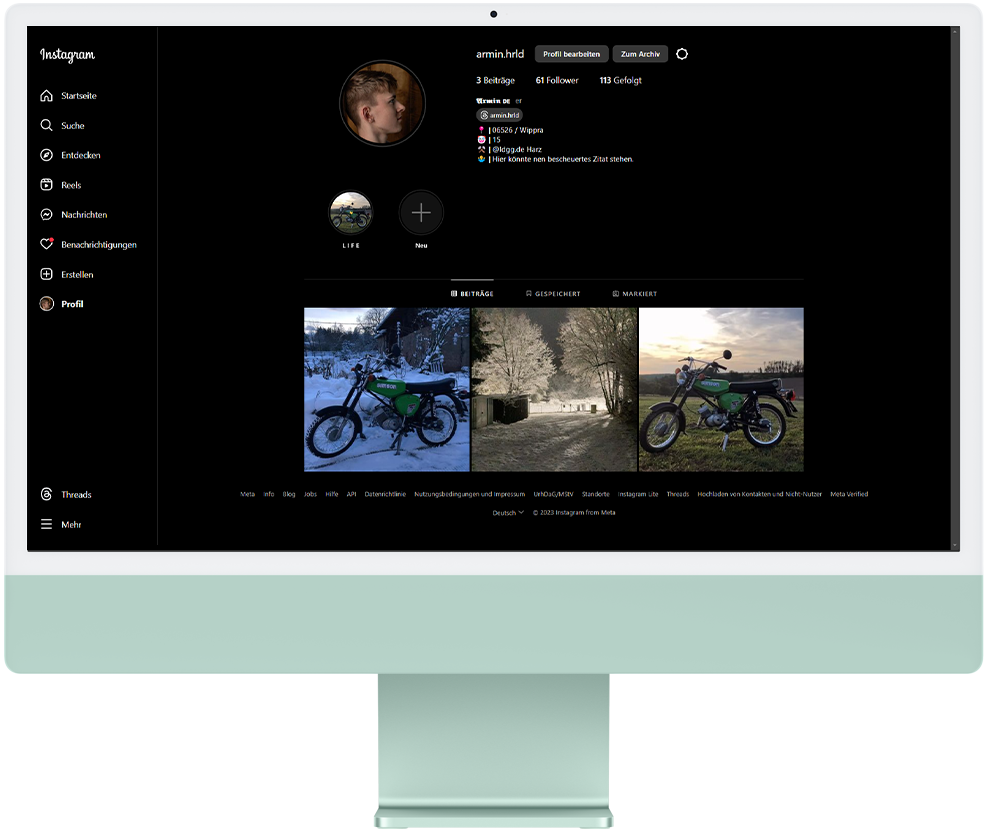 Instagram
Startseite
Suche
Entdecken
Reels
Nachrichten
Benachrichtigungen
Erstellen
Profil
Threads
Mehr
armin.hrld Profil bearbeiten Zum Archiv
3 Beiträge 61 Follower 113 Gefolgt
𝕬𝖗𝖒𝖎𝖓 DE er
armin.hrld
📍 | 06526 / Wippra
| 15
⚒ | @ldgg.de Harz
| Hier könnte nen bescheuertes Zitat stehen.
L I F E Neu
BEITRÄGE GESPEICHERT MARKIERT
Meta Info Blog Jobs Hilfe API Datenrichtlinie Nutzungsbedingungen und Impressum UrhDaG/MStV Standorte Instagram Lite Threads Hochladen von Kontakten und Nicht-Nutzer Meta Verified
Deutsch © 2023 Instagram from Meta